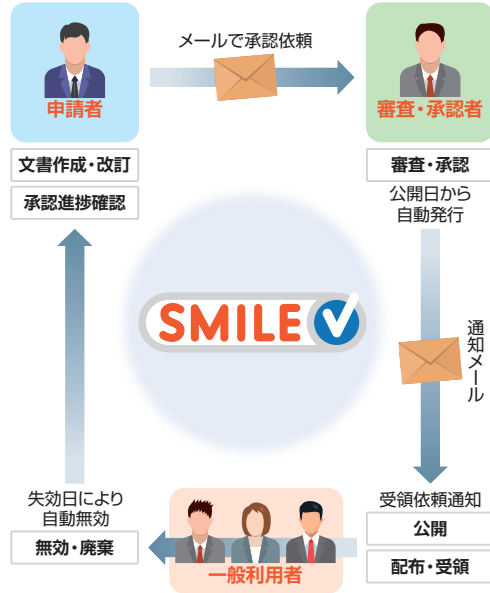 メールで承認依頼
申請者
審査・承認者
文書作成・改訂
承認進捗確認
審査・承認
公開日から
自動発行
SMILE
通知メール
失効日により
自動無効
無効・廃棄
一般利用者
受領依頼通知
公開
配布・受領